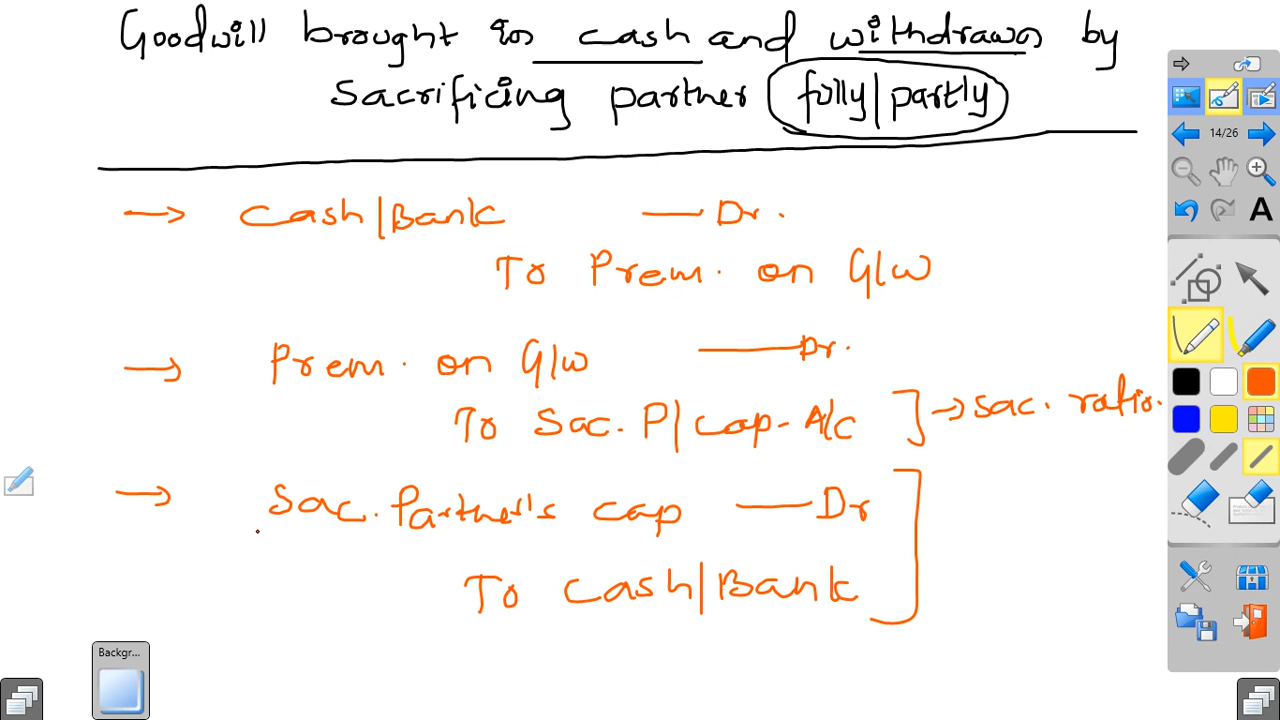 Goodwill brought in cash and withdrawn by
sacrificing partner fully/partly
→ Cash/Bank — Dr.
To Prem. on G/W
→ Prem. on G/W — Dr.
To Sac. P/cap. A/c ] → Sac. ratio.
→ Sac. Partner's cap — Dr
To Cash/Bank
14/26
A
Backgr...